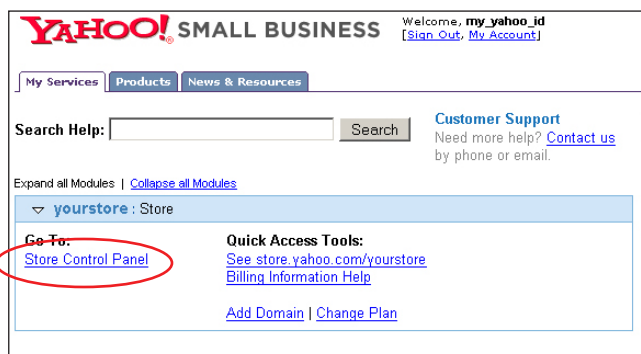 YAHOO! SMALL BUSINESS
Welcome, my_yahoo_id
[Sign Out, My Account]
My Services
Products
News & Resources
Search Help:
Search
Customer Support
Need more help? Contact us
by phone or email.
Expand all Modules | Collapse all Modules
yourstore : Store
Go To:
Store Control Panel
Quick Access Tools:
See store.yahoo.com/yourstore
Billing Information Help
Add Domain | Change Plan